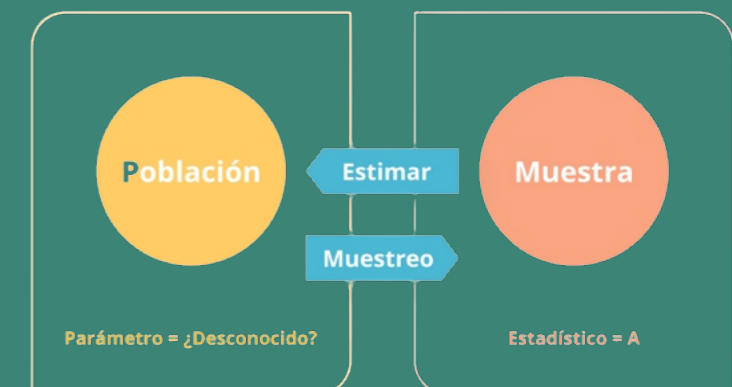 Población
Estimar
Muestra
Muestreo
Parámetro = ¿Desconocido?
Estadístico = A